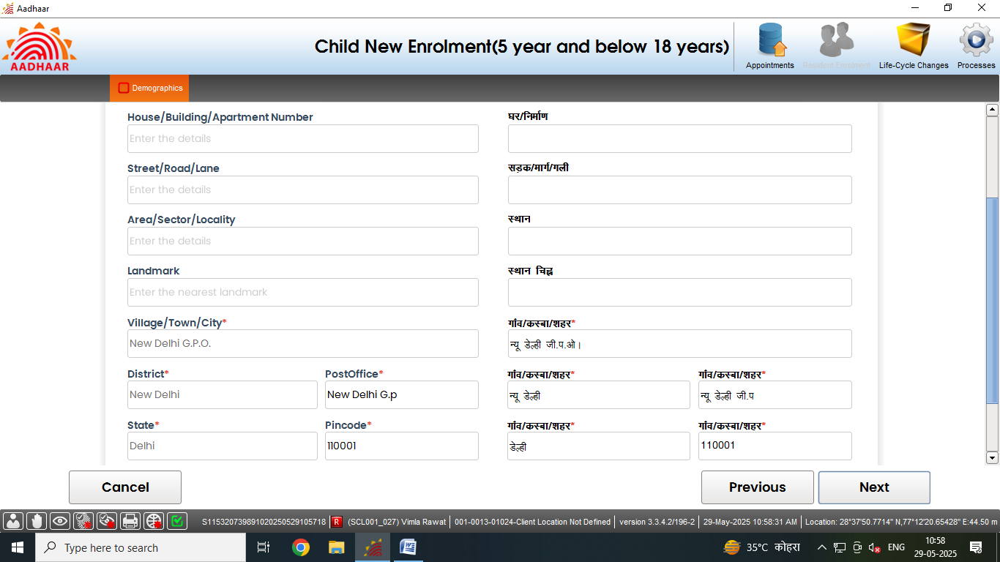 Aadhaar
AADHAAR
Child New Enrolment(5 year and below 18 years)
Appointments
Resident Enrolment
Life-Cycle Changes
Processes
Demographics
House/Building/Apartment Number
घर/निर्माण
Enter the details
Street/Road/Lane
सड़क/मार्ग/गली
Enter the details
Area/Sector/Locality
स्थान
Enter the details
Landmark
स्थान चिह्न
Enter the nearest landmark
Village/Town/City*
गांव/कस्बा/शहर*
New Delhi G.P.O.
न्यू डेल्ही जी.प.ओ।
District*
PostOffice*
गांव/कस्बा/शहर*
गांव/कस्बा/शहर*
New Delhi
New Delhi G.p
न्यू डेल्ही
न्यू डेल्ही जी.प
State*
Pincode*
गांव/कस्बा/शहर*
गांव/कस्बा/शहर*
Delhi
110001
डेल्ही
110001
Cancel
Previous
Next
S115320739891020250529105718
R
(SCL001_027) Vimla Rawat
001-0013-01024-Client Location Not Defined
version 3.3.4.2/196-2
29-May-2025 10:58:31 AM
Location: 28°37'50.7714" N,77°12'20.65428" E:44.50 m
Type here to search
35°C कोहरा
ENG
10:58
29-05-2025